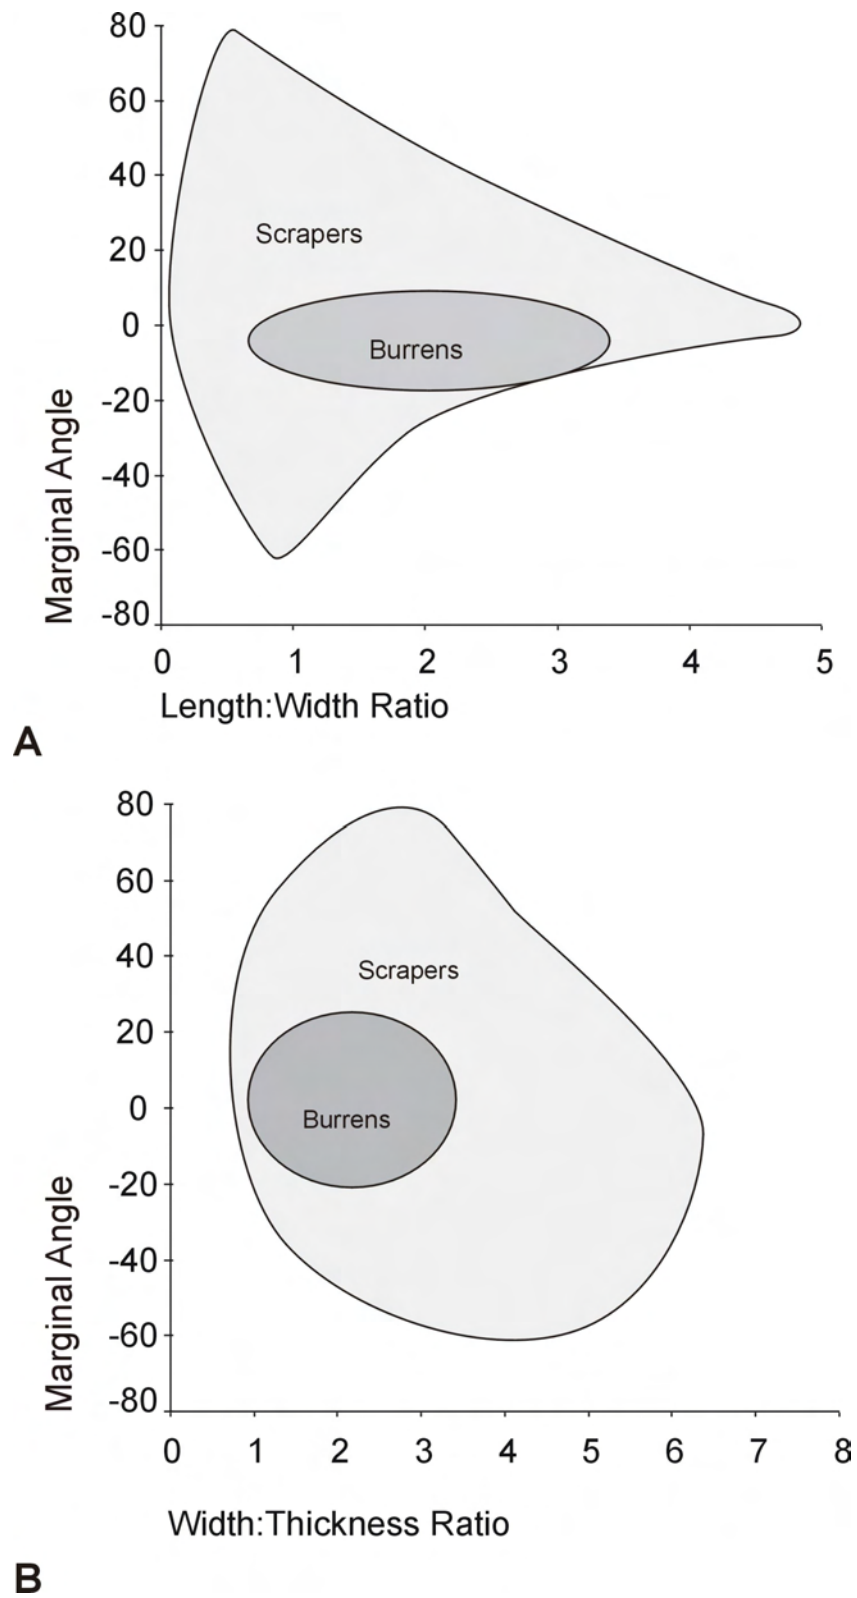 80
60
40
20
0
-20
-40
-60
-80
Marginal Angle
Scrapers
Burrens
0 1 2 3 4 5
Length:Width Ratio
A
80
60
40
20
0
-20
-40
-60
-80
Marginal Angle
Scrapers
Burrens
0 1 2 3 4 5 6 7 8
Width:Thickness Ratio
B